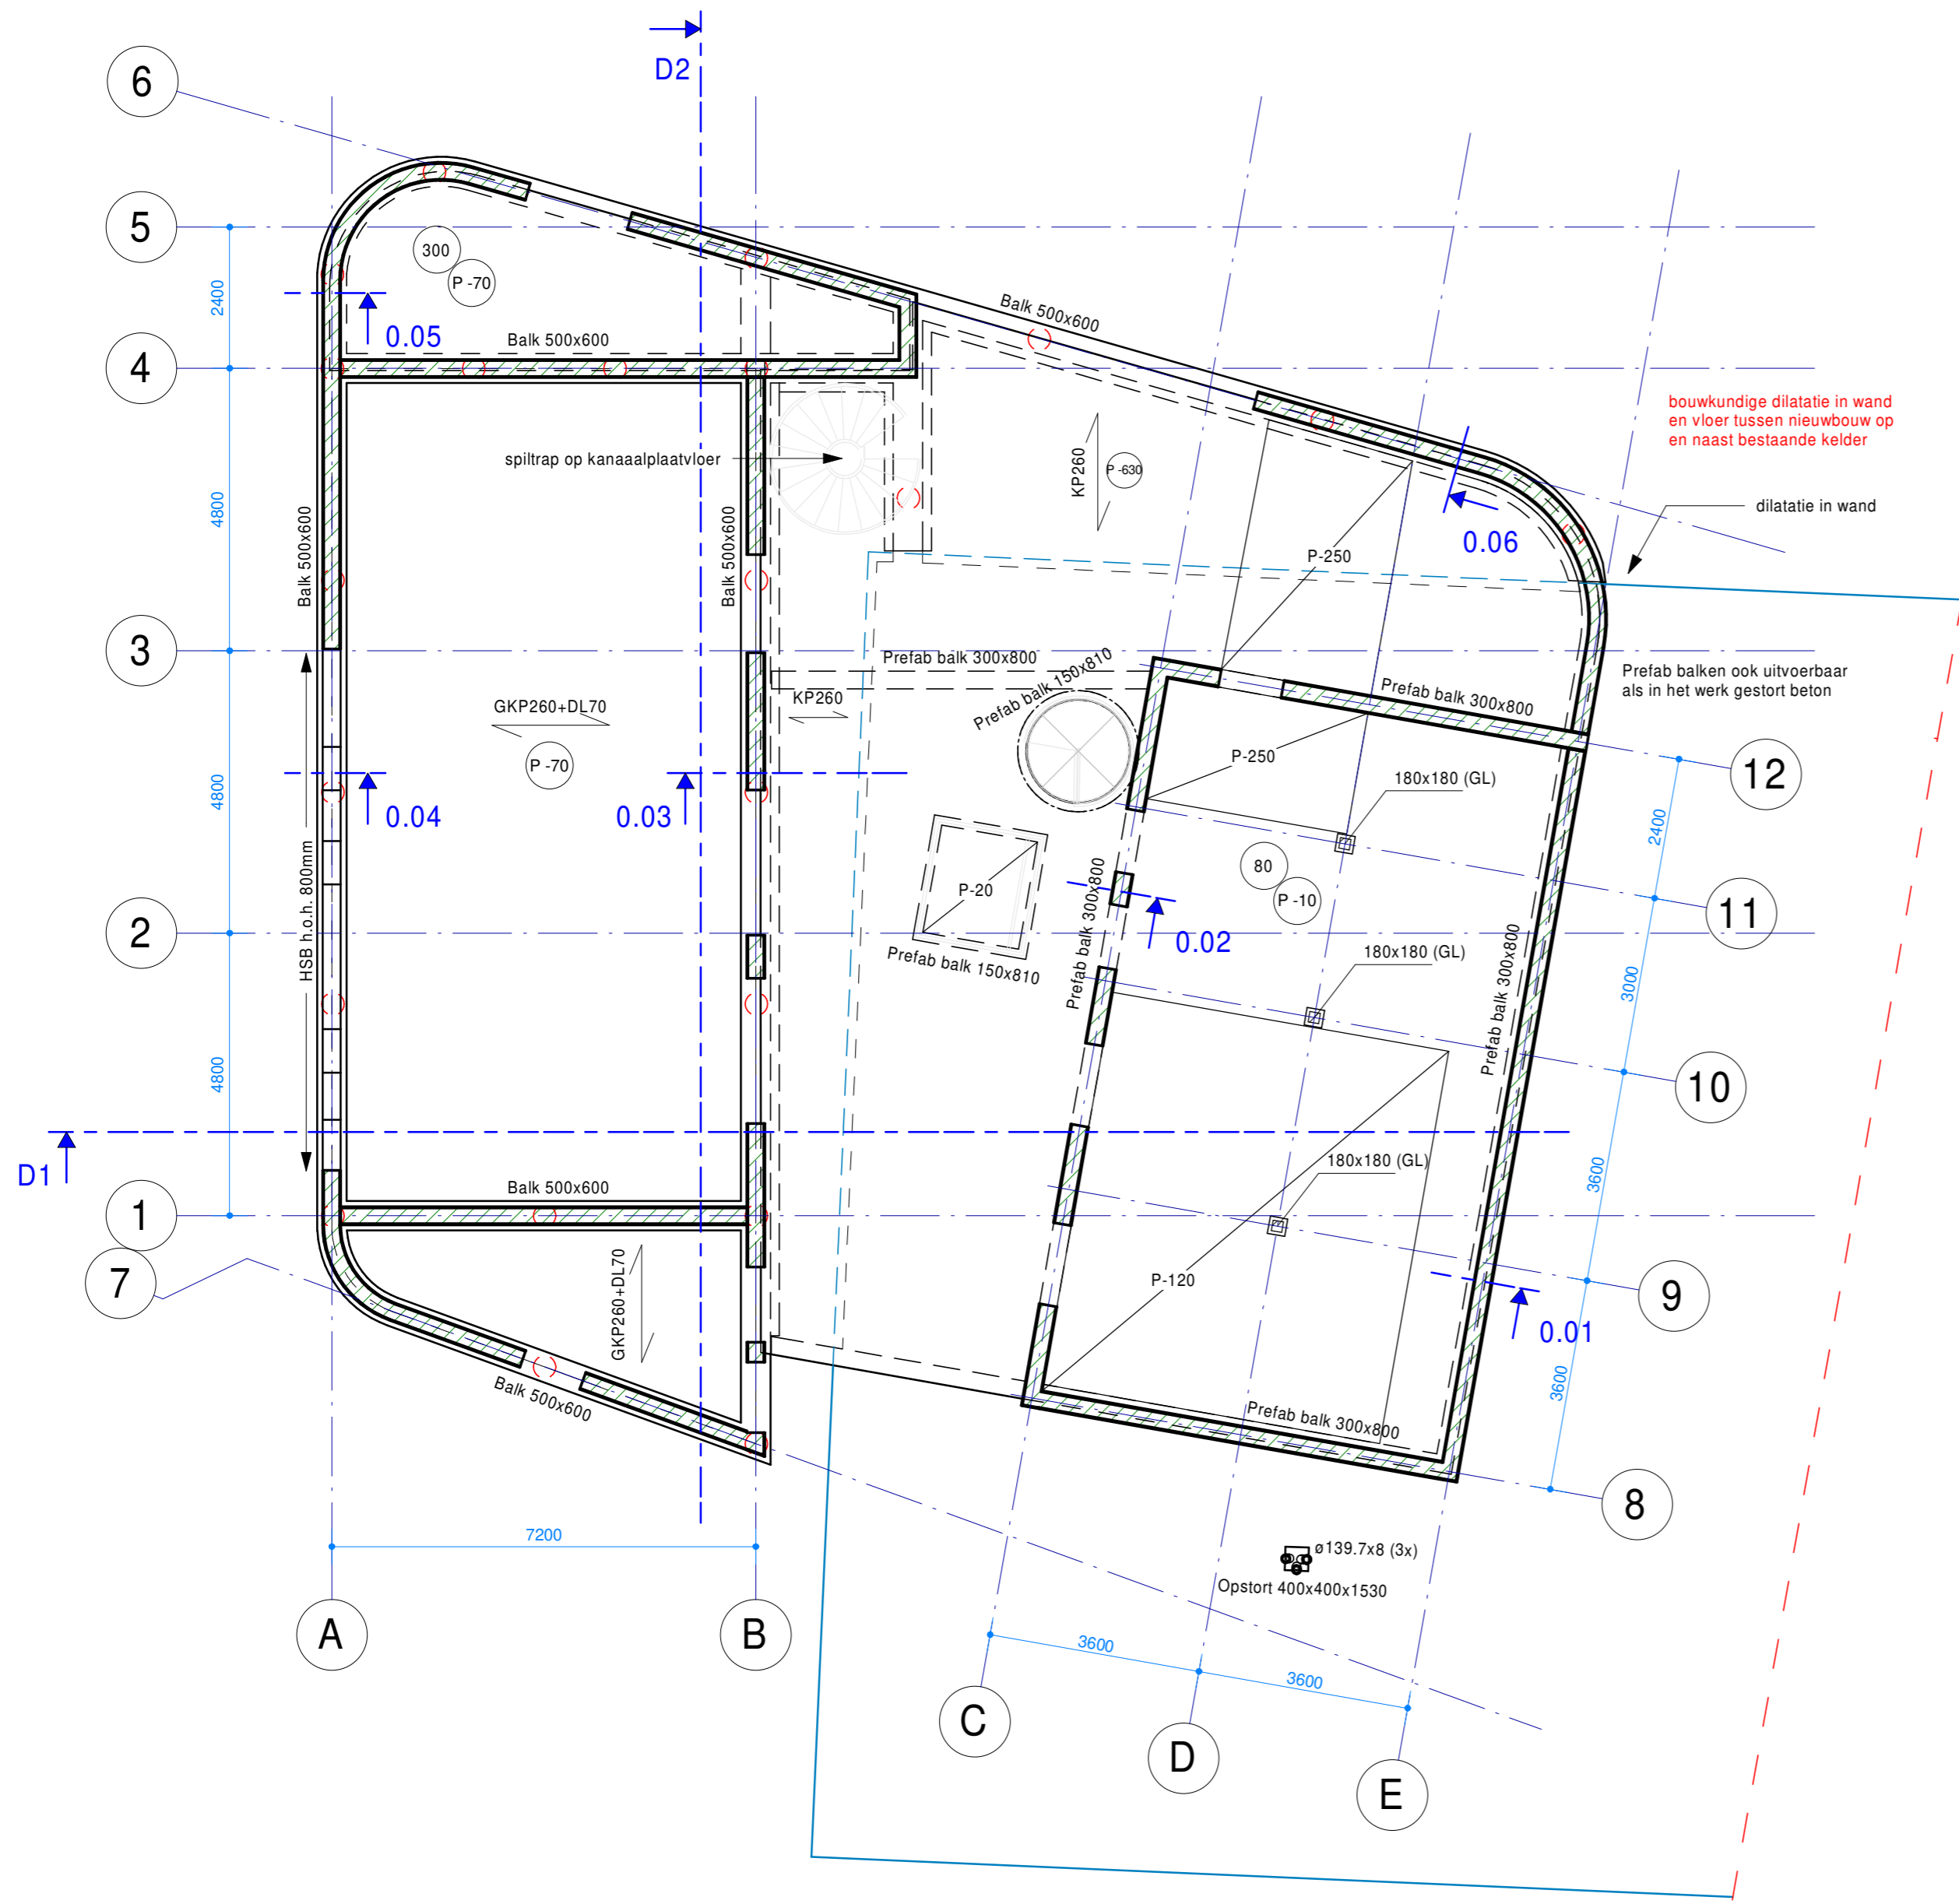 D2
6
5
300
P -70
2400
0.05
Balk 500x600
Balk 500x600
4
bouwkundige dilatatie in wand
en vloer tussen nieuwbouw op
en naast bestaande kelder
spiltrap op kanaaalplaatvloer
KP260
P -630
4800
Balk 500x600
Balk 500x600
dilatatie in wand
0.06
P-250
3
Prefab balk 300x800
Prefab balk 150x810
KP260
Prefab balken ook uitvoerbaar
als in het werk gestort beton
Prefab balk 300x800
GKP260+DL70
P -70
P-250
180x180 (GL)
12
4800
0.04
0.03
2400
HSB h.o.h. 800mm
P-20
Prefab balk 300x800
80
P -10
11
2
0.02
180x180 (GL)
Prefab balk 150x810
Prefab balk 300x800
3000
4800
10
D1
180x180 (GL)
3600
Balk 500x600
1
7
GKP260+DL70
P-120
9
0.01
Balk 500x600
3600
Prefab balk 300x800
8
7200
ø139.7x8 (3x)
Opstort 400x400x1530
A
B
3600
3600
C
D
E